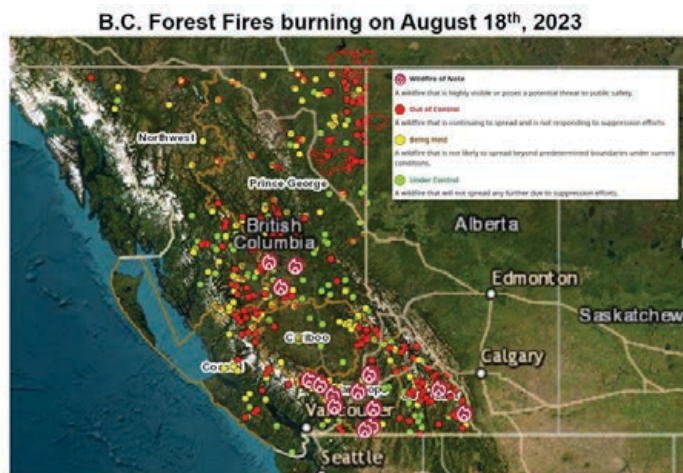 B.C. Forest Fires burning on August 18th, 2023
Wildfire of Note
A wildfire that is highly visible or poses a potential threat to public safety.
Out of Control
A wildfire that is continuing to spread and is not responding to suppression efforts.
Being Held
A wildfire that is not likely to spread beyond predetermined boundaries under current
conditions.
Under Control
A wildfire that will not spread any further due to suppression efforts.
Northwest
Prince George
British
Columbia
Alberta
Edmonton
Saskatchew
Cariboo
Calgary
Vancouver
Seattle